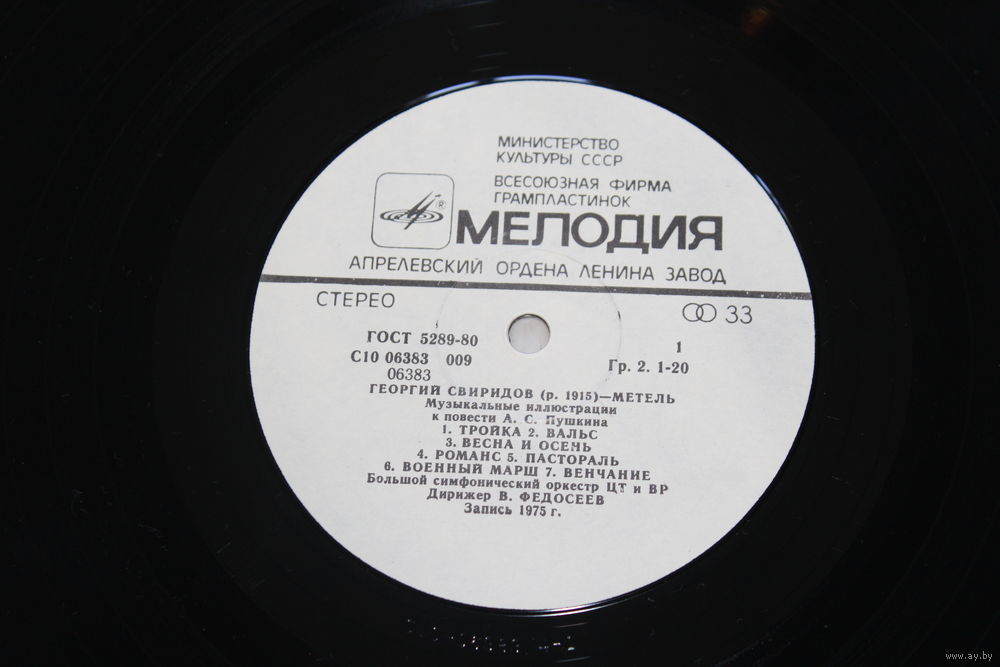 МИНИСТЕРСТВО
КУЛЬТУРЫ СССР
ВСЕСОЮЗНАЯ ФИРМА
ГРАМПЛАСТИНОК
®
МЕЛОДИЯ
АПРЕЛЕВСКИЙ ОРДЕНА ЛЕНИНА ЗАВОД
СТЕРЕО
33
ГОСТ 5289-80
1
С10 06383 009
Гр. 2. 1-20
06383
ГЕОРГИЙ СВИРИДОВ (р. 1915)—МЕТЕЛЬ
Музыкальные иллюстрации
к повести А. С. Пушкина
1. ТРОЙКА 2. ВАЛЬС
3. ВЕСНА И ОСЕНЬ
4. РОМАНС 5. ПАСТОРАЛЬ
6. ВОЕННЫЙ МАРШ 7. ВЕНЧАНИЕ
Большой симфонический оркестр ЦТ и ВР
Дирижер В. ФЕДОСЕЕВ
Запись 1975 г.
www.ay.by